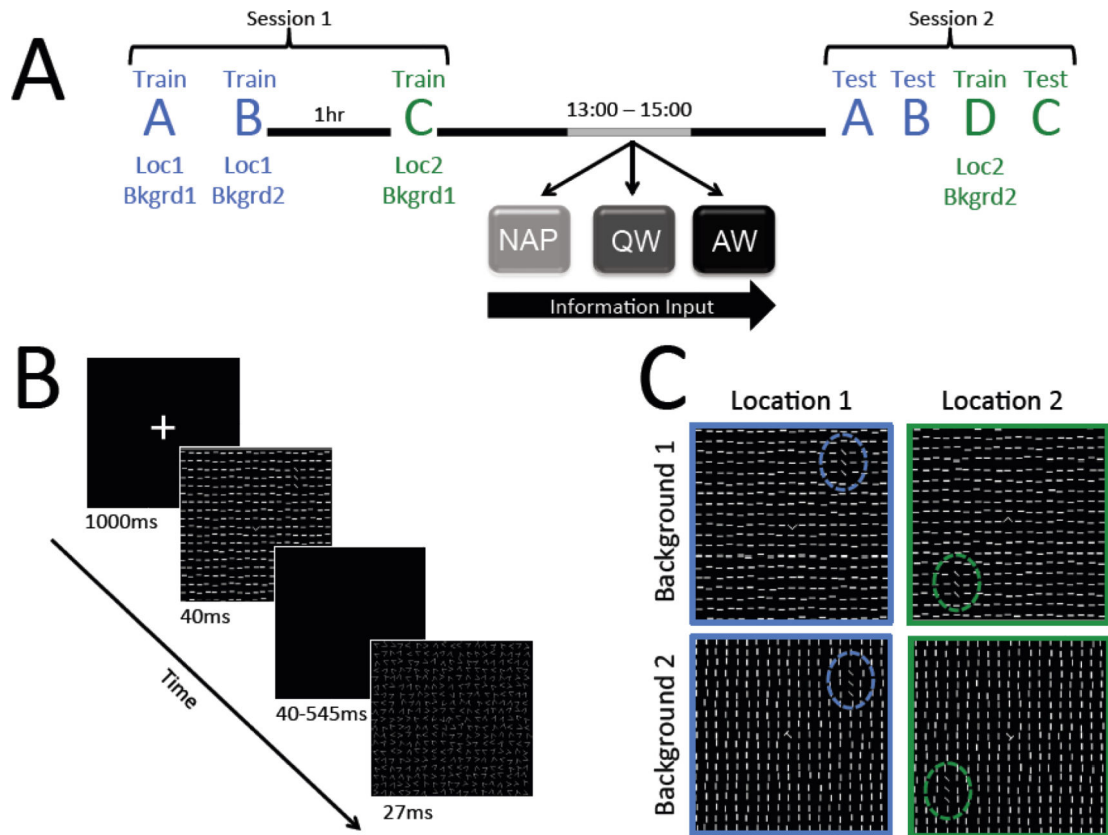 A
Session 1
Session 2
Train Train Train
A B 1hr C 13:00 – 15:00
Test Test Train Test
A B D C
Loc1 Loc1 Loc2
Bkgrd1 Bkgrd2 Bkgrd1
Loc2
Bkgrd2
NAP QW AW
Information Input
B
1000ms
40ms
40-545ms
27ms
Time
C
Location 1 Location 2
Background 1
Background 2